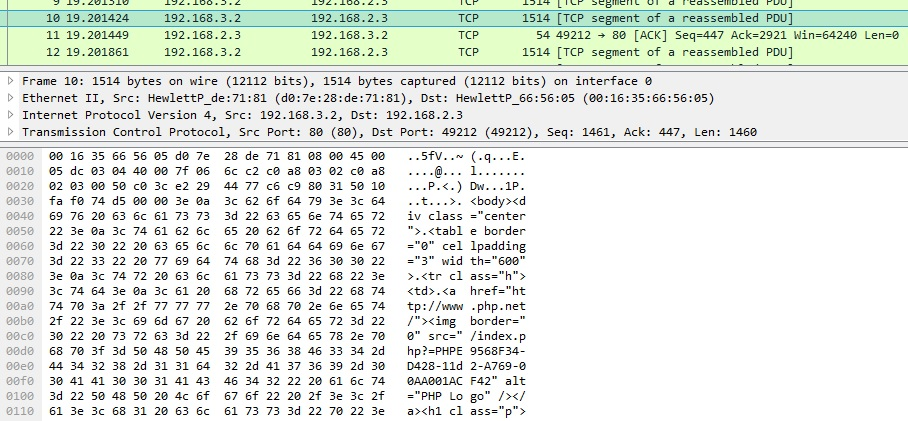 9 19.201310 192.168.3.2 192.168.2.3 TCP 1514 [TCP segment of a reassembled PDU]
10 19.201424 192.168.3.2 192.168.2.3 TCP 1514 [TCP segment of a reassembled PDU]
11 19.201449 192.168.2.3 192.168.3.2 TCP 54 49212 → 80 [ACK] Seq=447 Ack=2921 Win=64240 Len=0
12 19.201861 192.168.3.2 192.168.2.3 TCP 1514 [TCP segment of a reassembled PDU]
Frame 10: 1514 bytes on wire (12112 bits), 1514 bytes captured (12112 bits) on interface 0
Ethernet II, Src: HewlettP_de:71:81 (d0:7e:28:de:71:81), Dst: HewlettP_66:56:05 (00:16:35:66:56:05)
Internet Protocol Version 4, Src: 192.168.3.2, Dst: 192.168.2.3
Transmission Control Protocol, Src Port: 80 (80), Dst Port: 49212 (49212), Seq: 1461, Ack: 447, Len: 1460
0000 00 16 35 66 56 05 d0 7e 28 de 71 81 08 00 45 00 ..5fV..~ (.q...E.
0010 05 dc 03 04 40 00 7f 06 6c c2 c0 a8 03 02 c0 a8 ....@... l.......
0020 02 03 00 50 c0 3c e2 29 44 77 c6 c9 80 31 50 10 ...P.<.) Dw...1P.
0030 fa f0 74 d5 00 00 3e 0a 3c 62 6f 64 79 3e 3c 64 ..t...>. <body><d
0040 69 76 20 63 6c 61 73 73 3d 22 63 65 6e 74 65 72 iv class ="center
0050 22 3e 0a 3c 74 61 62 6c 65 20 62 6f 72 64 65 72 ">.<tabl e border
0060 3d 22 30 22 20 63 65 6c 6c 70 61 64 64 69 6e 67 ="0" cel lpadding
0070 3d 22 33 22 20 77 69 64 74 68 3d 22 36 30 30 22 ="3" wid th="600"
0080 3e 0a 3c 74 72 20 63 6c 61 73 73 3d 22 68 22 3e >.<tr cl ass="h">
0090 3c 74 64 3e 0a 3c 61 20 68 72 65 66 3d 22 68 74 <td>.<a href="ht
00a0 74 70 3a 2f 2f 77 77 77 2e 70 68 70 2e 6e 65 74 tp://www .php.net
00b0 2f 22 3e 3c 69 6d 67 20 62 6f 72 64 65 72 3d 22 /"><img border="
00c0 30 22 20 73 72 63 3d 22 2f 69 6e 64 65 78 2e 70 0" src=" /index.p
00d0 68 70 3f 3d 50 48 50 45 39 35 36 38 46 33 34 2d hp?=PHPE 9568F34-
00e0 44 34 32 38 2d 31 31 64 32 2d 41 37 36 39 2d 30 D428-11d 2-A769-0
00f0 30 41 41 30 30 31 41 43 46 34 32 22 20 61 6c 74 0AA001AC F42" alt
0100 3d 22 50 48 50 20 4c 6f 67 6f 22 20 2f 3e 3c 2f ="PHP Lo go" /></
0110 61 3e 3c 68 31 20 63 6c 61 73 73 3d 22 70 22 3e a><h1 cl ass="p">